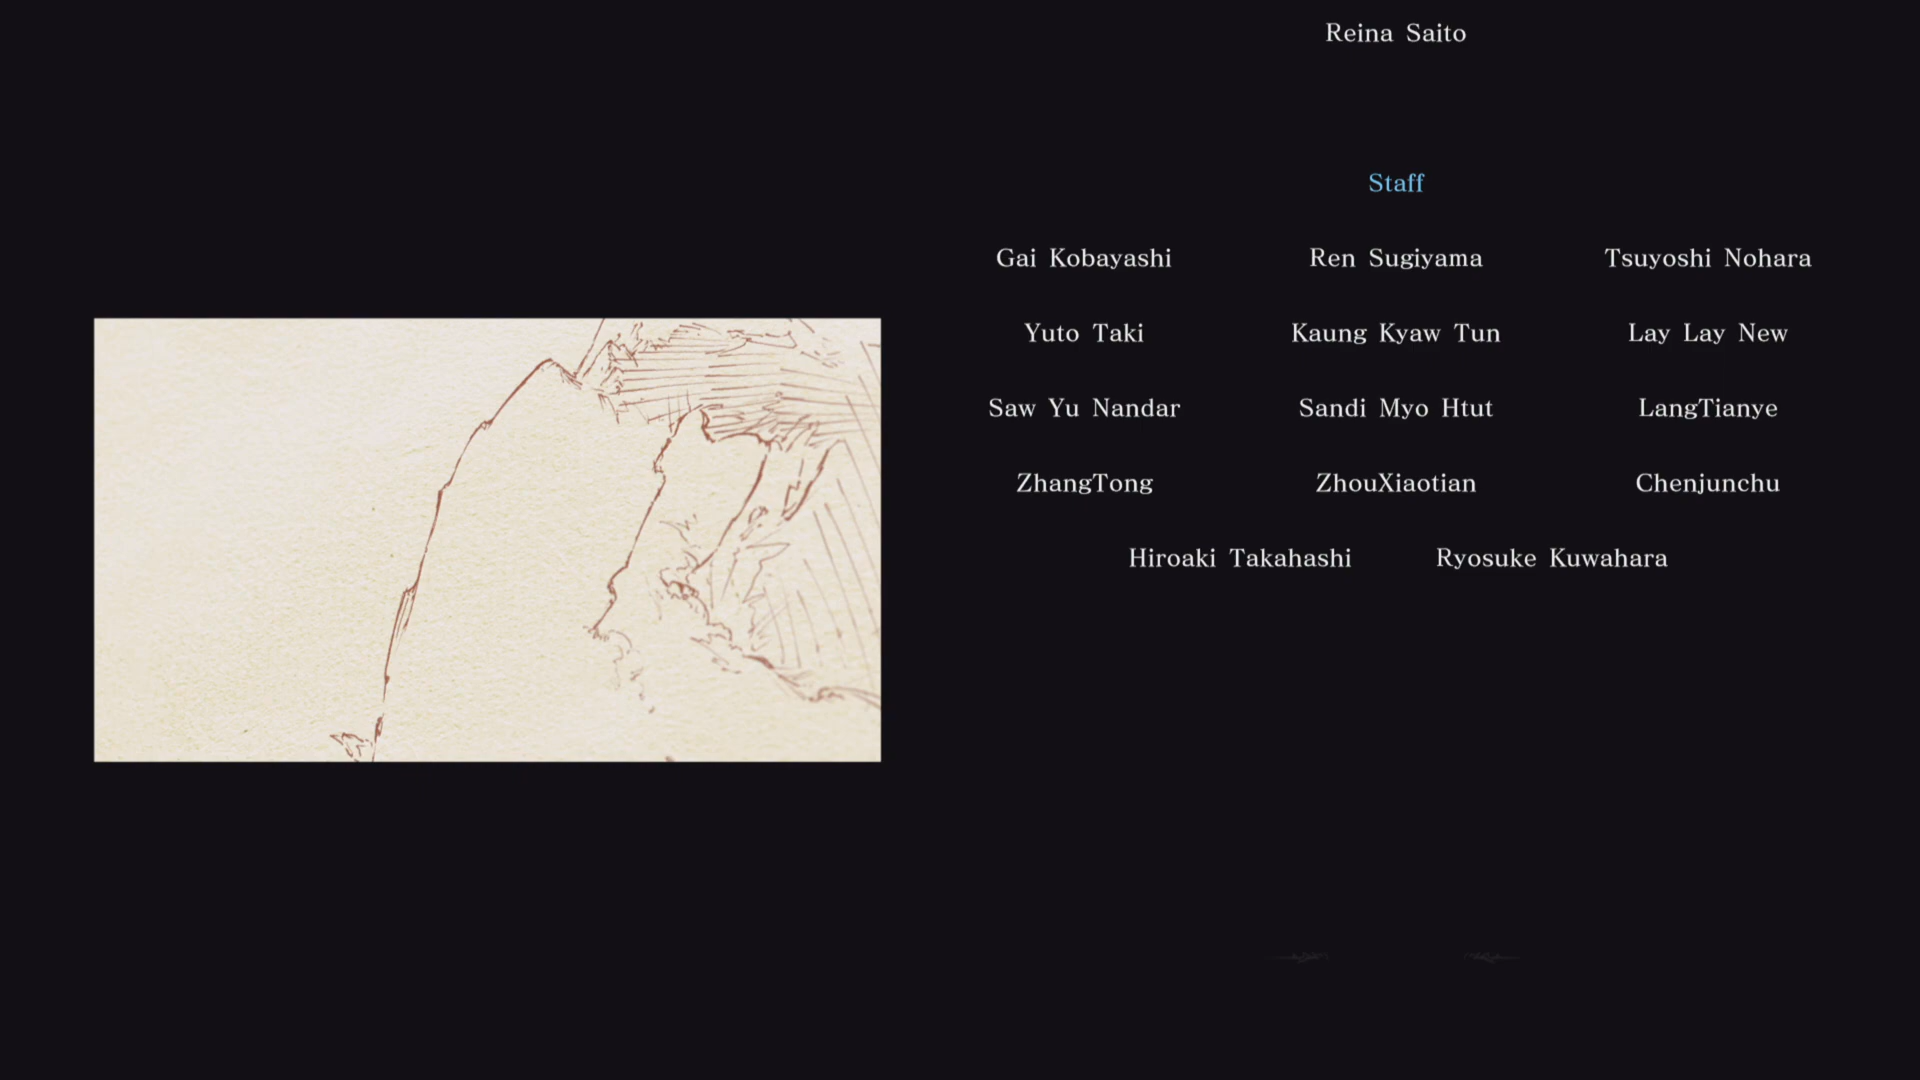 Reina Saito
Staff
Gai Kobayashi Ren Sugiyama Tsuyoshi Nohara
Yuto Taki Kaung Kyaw Tun Lay Lay New
Saw Yu Nandar Sandi Myo Htut LangTianye
ZhangTong ZhouXiaotian Chenjunchu
Hiroaki Takahashi Ryosuke Kuwahara